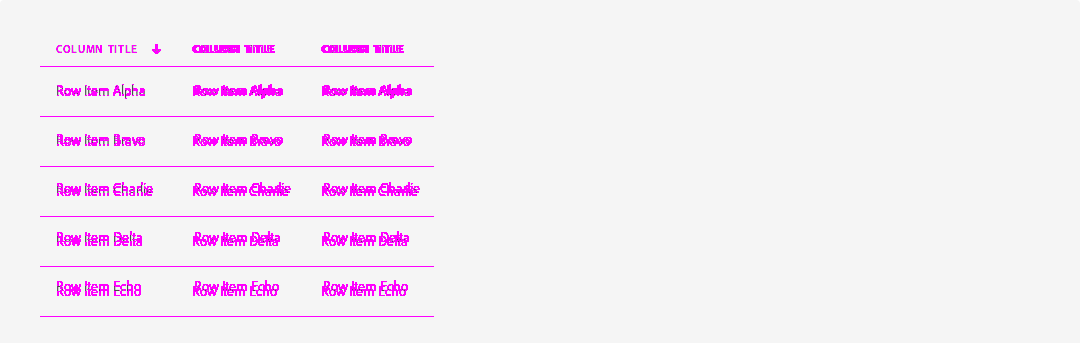 COLUMN TITLE COLUMN TITLE COLUMN TITLE
Row Item Alpha Row Item Alpha Row Item Alpha
Row Item Bravo Row Item Bravo Row Item Bravo
Row Item Charlie Row Item Charlie Row Item Charlie
Row Item Delta Row Item Delta Row Item Delta
Row Item Echo Row Item Echo Row Item Echo